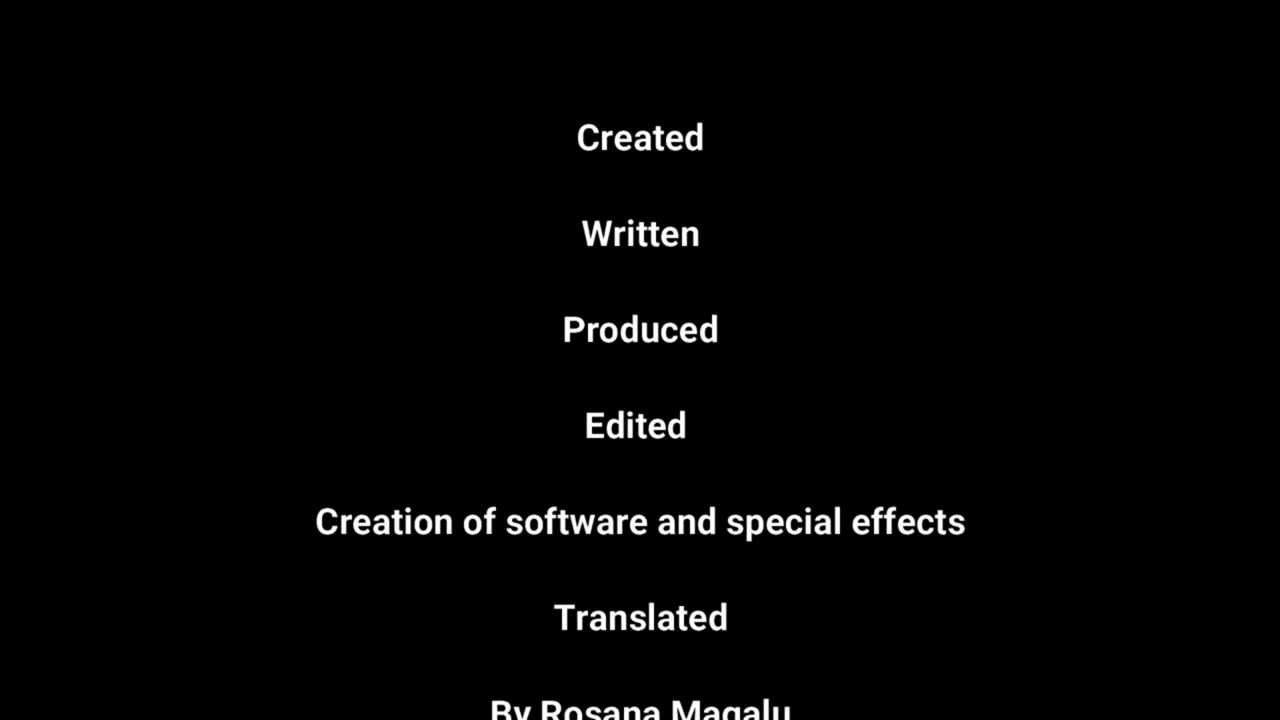 Created
Written
Produced
Edited
Creation of software and special effects
Translated
By Rosana Magalu